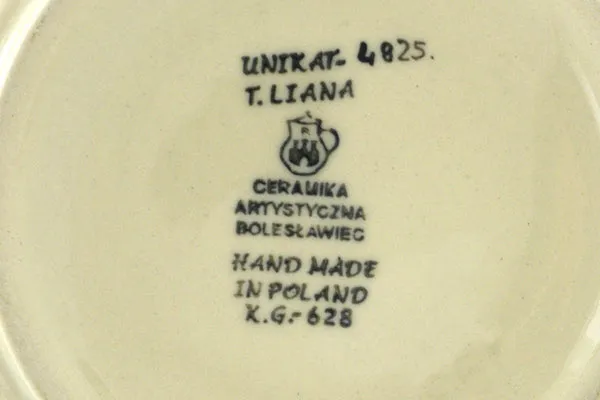 UNIKAT- 4825.
T. LIANA
R
CERAMIKA
ARTYSTYCZNA
BOLESŁAWIEC
HAND MADE
IN POLAND
K.G.-628